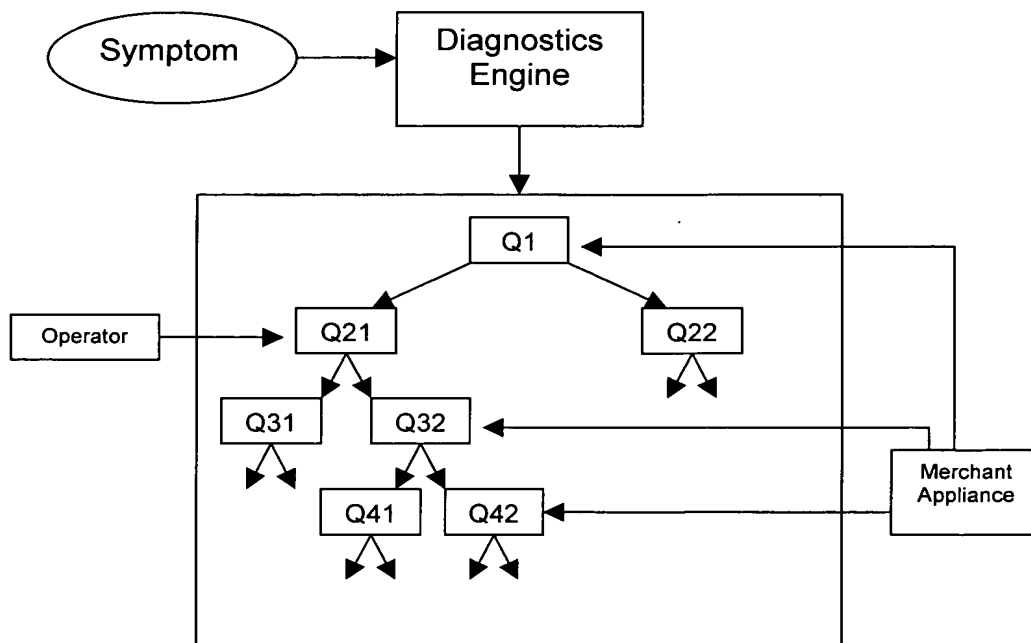 Symptom
Diagnostics
Engine
Q1
Operator
Q21
Q22
Q31
Q32
Merchant
Appliance
Q41
Q42